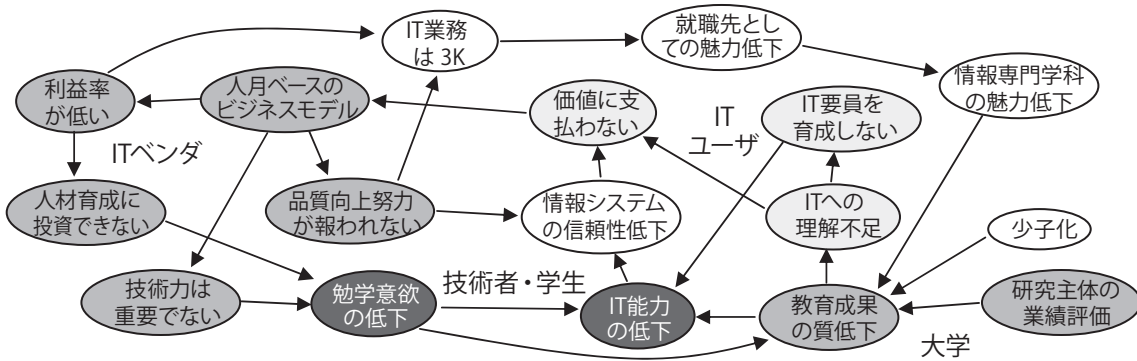 IT業務
は 3K
就職先とし
ての魅力低下
利益率
が低い
人月ベースの
ビジネスモデル
価値に支
払わない
IT
ユーザ
IT要員を
育成しない
情報専門学科
の魅力低下
ITベンダ
人材育成に
投資できない
品質向上努力
が報われない
情報システム
の信頼性低下
ITへの
理解不足
少子化
技術力は
重要でない
勉学意欲
の低下
技術者・学生
IT能力
の低下
教育成果
の質低下
研究主体の
業績評価
大学